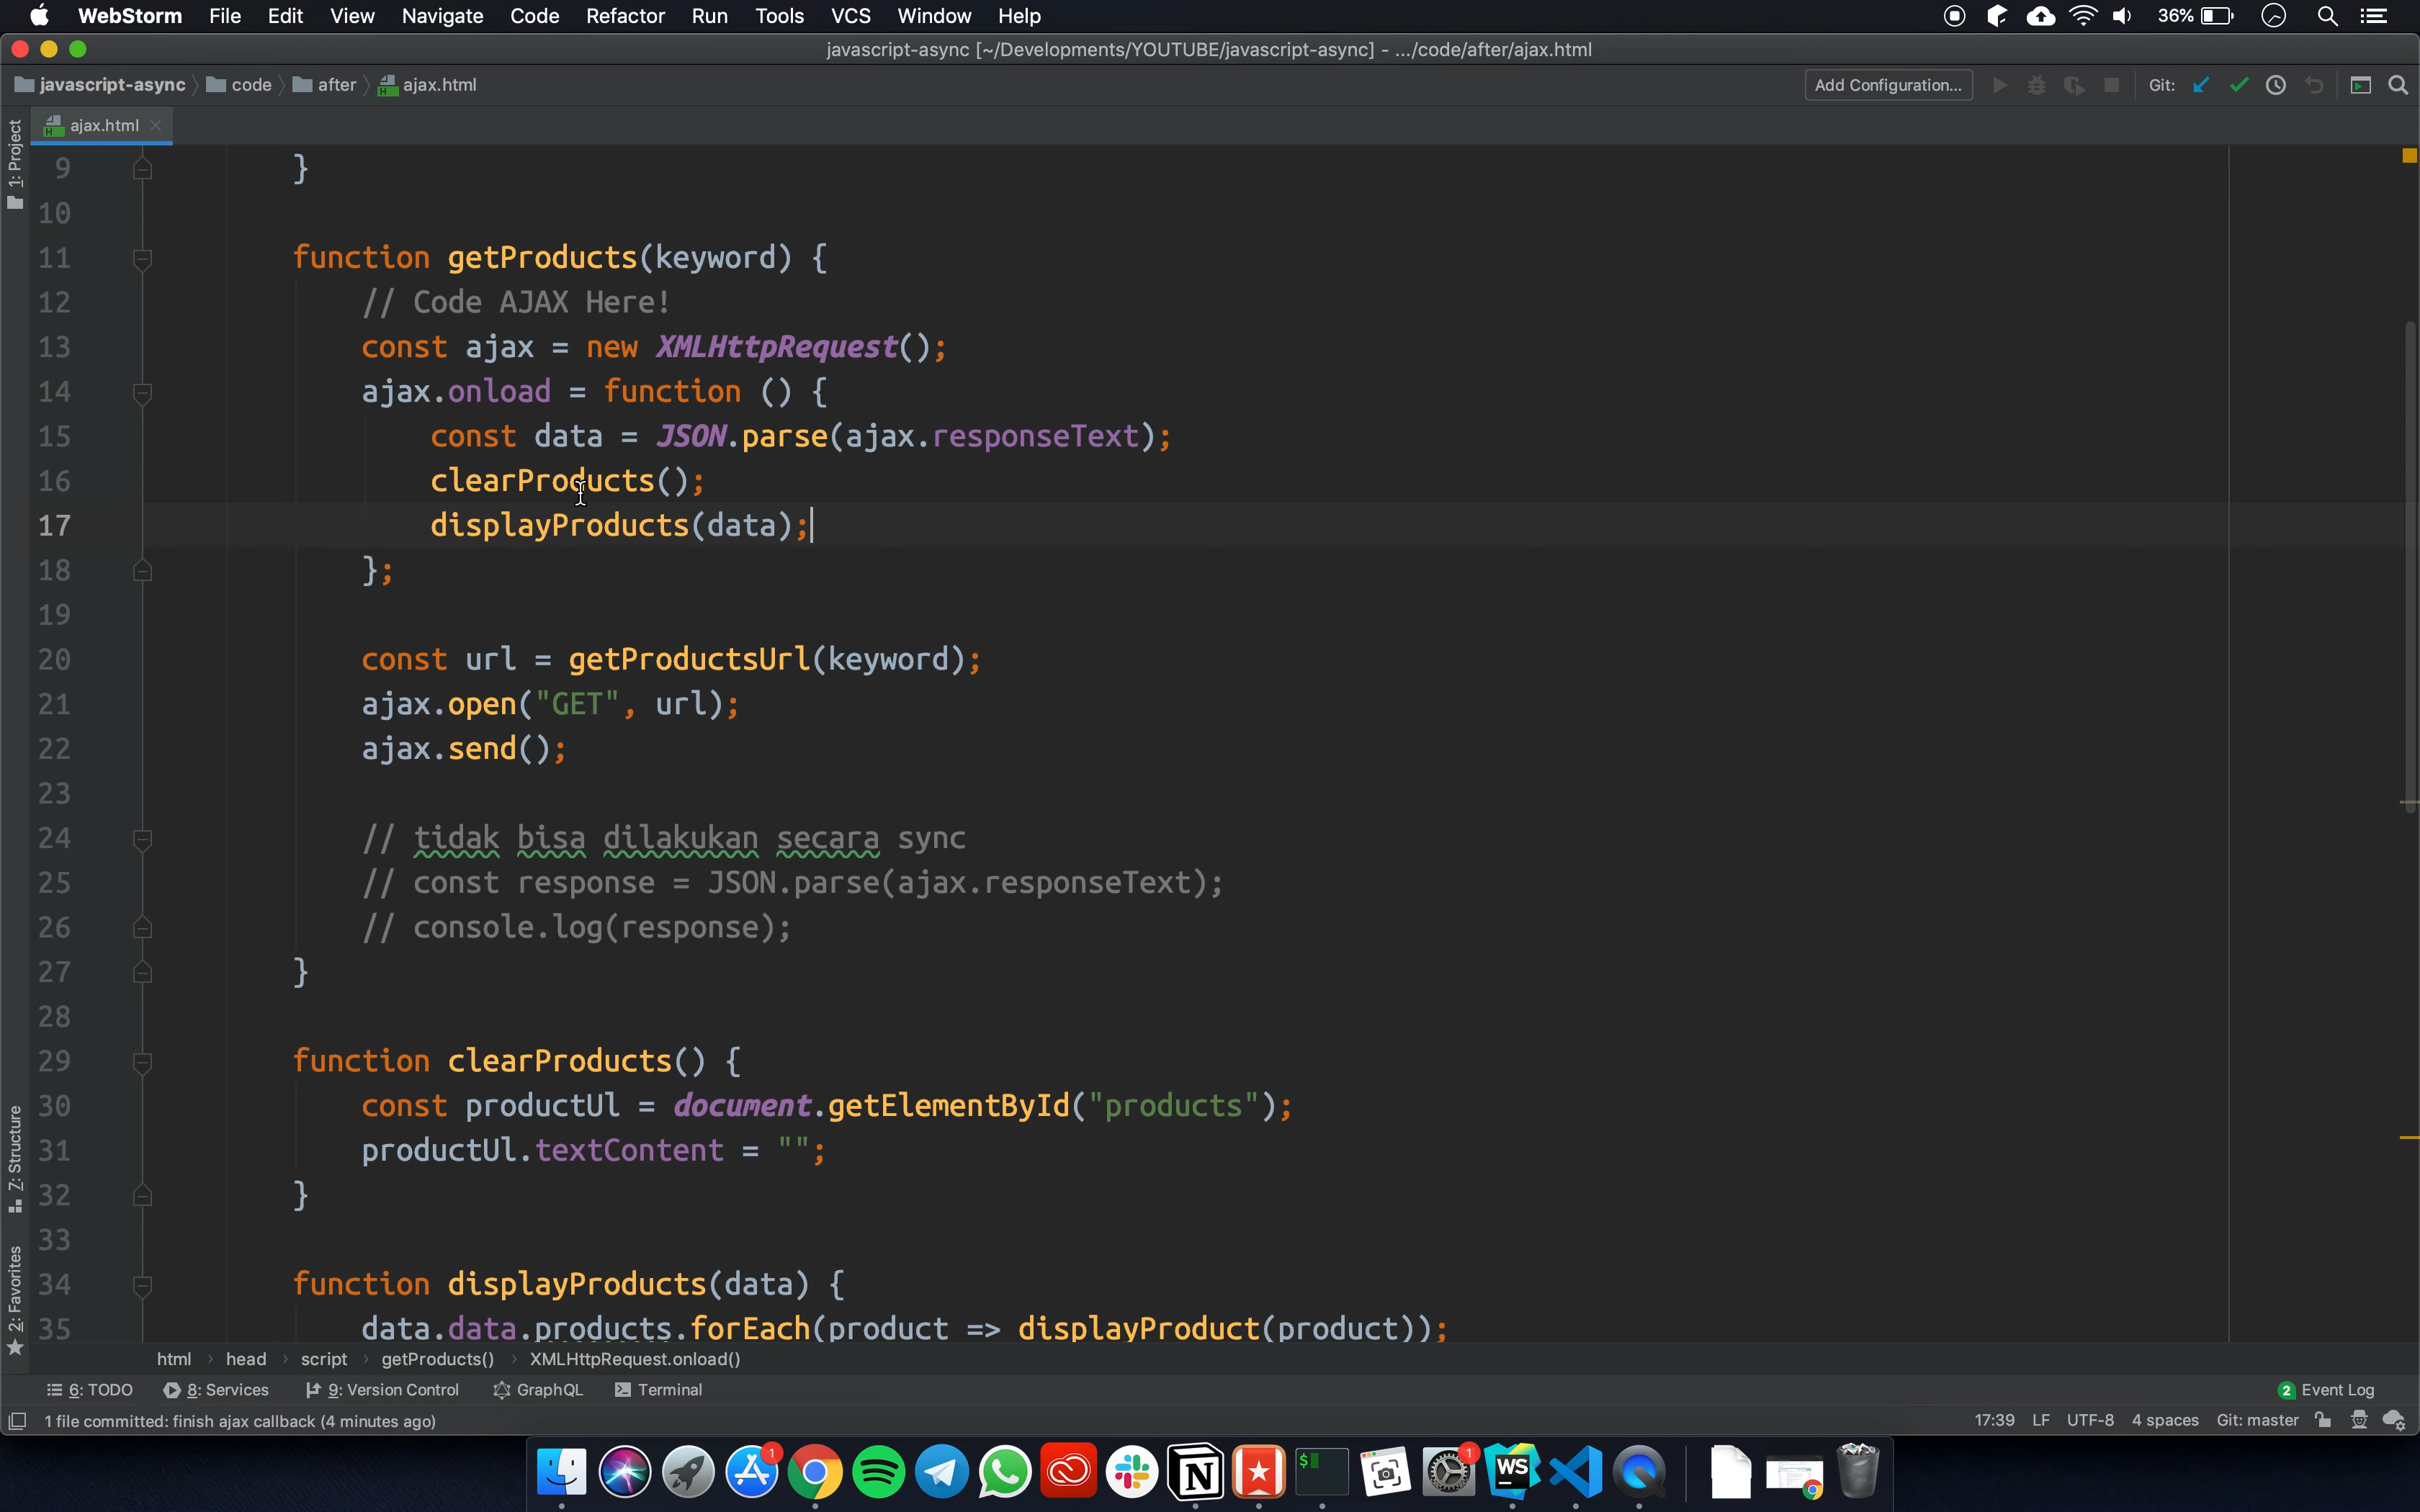 WebStorm File Edit View Navigate Code Refactor Run Tools VCS Window Help 36%
javascript-async [~/Developments/YOUTUBE/javascript-async] - .../code/after/ajax.html
javascript-async code after ajax.html Add Configuration... Git:
ajax.html
1: Project
9 }
10
11 function getProducts(keyword) {
12 // Code AJAX Here!
13 const ajax = new XMLHttpRequest();
14 ajax.onload = function () {
15 const data = JSON.parse(ajax.responseText);
16 clearProducts();
17 displayProducts(data);
18 };
19
20 const url = getProductsUrl(keyword);
21 ajax.open("GET", url);
22 ajax.send();
23
24 // tidak bisa dilakukan secara sync
25 // const response = JSON.parse(ajax.responseText);
26 // console.log(response);
27 }
28
29 function clearProducts() {
30 const productUl = document.getElementById("products");
31 productUl.textContent = "";
32 }
33
34 function displayProducts(data) {
35 data.data.products.forEach(product => displayProduct(product));
7: Structure
2: Favorites
html head script getProducts() XMLHttpRequest.onload()
6: TODO 8: Services 9: Version Control GraphQL Terminal 2 Event Log
1 file committed: finish ajax callback (4 minutes ago) 17:39 LF UTF-8 4 spaces Git: master
1 $ 1 WS